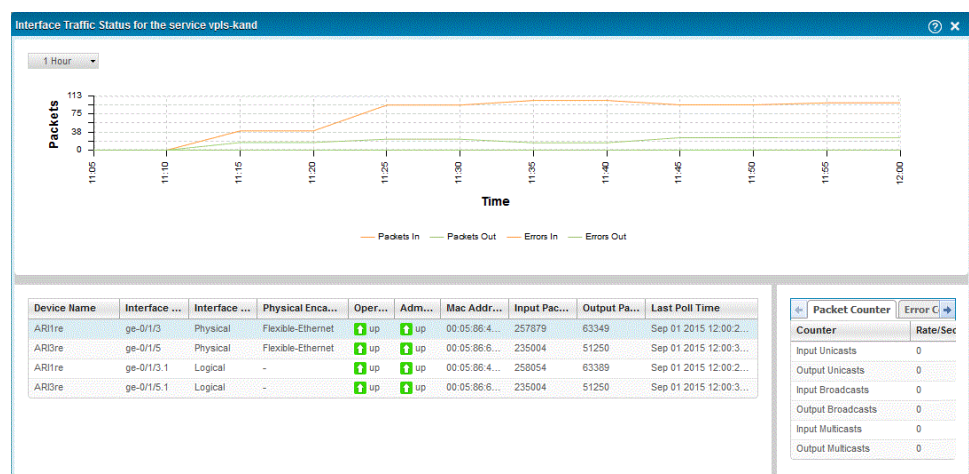 Interface Traffic Status for the service vpls-kand
1 Hour
113
75
38
0
Packets
11:05 11:10 11:15 11:20 11:25 11:30 11:35 11:40 11:45 11:50 11:55 12:00
Time
Packets In Packets Out Errors In Errors Out
Device Name Interface ... Interface ... Physical Enca... Oper... Adm... Mac Addr... Input Pac... Output Pa... Last Poll Time
ARI1re ge-0/1/3 Physical Flexible-Ethernet up up 00:05:86:4... 257879 63349 Sep 01 2015 12:00:2...
ARI3re ge-0/1/5 Physical Flexible-Ethernet up up 00:05:86:6... 235004 51250 Sep 01 2015 12:00:3...
ARI1re ge-0/1/3.1 Logical - up up 00:05:86:4... 258054 63389 Sep 01 2015 12:00:2...
ARI3re ge-0/1/5.1 Logical - up up 00:05:86:6... 235004 51250 Sep 01 2015 12:00:3...
Packet Counter Error C
Counter Rate/Sec
Input Unicasts 0
Output Unicasts 0
Input Broadcasts 0
Output Broadcasts 0
Input Multicasts 0
Output Multicasts 0